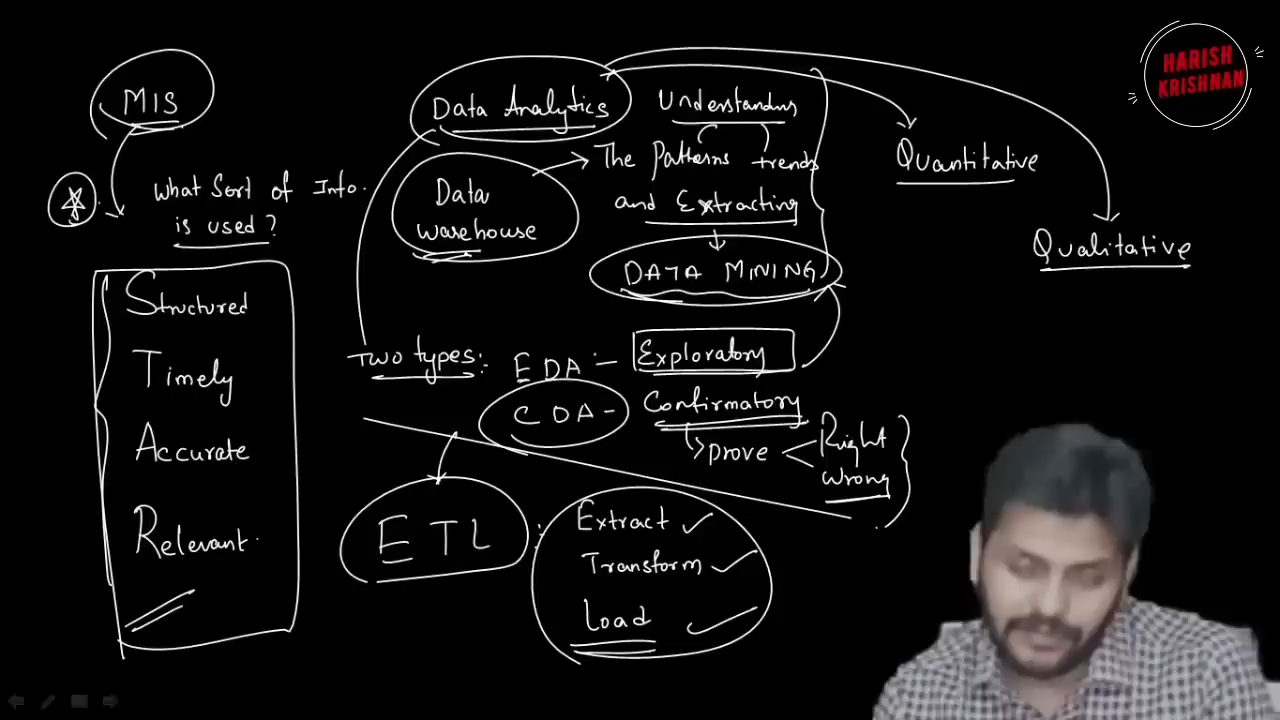 HARISH
KRISHNAN
MIS
What Sort of Info.
is used?
Structured
Timely
Accurate
Relevant.
Data Analytics
Understanding
The Patterns trends
and Extracting
DATA MINING
Data
warehouse
Quantitative
Qualitative
Two types:-
EDA :- Exploratory
CDA - Confirmatory
prove
Right
Wrong
ETL :
Extract
Transform
Load